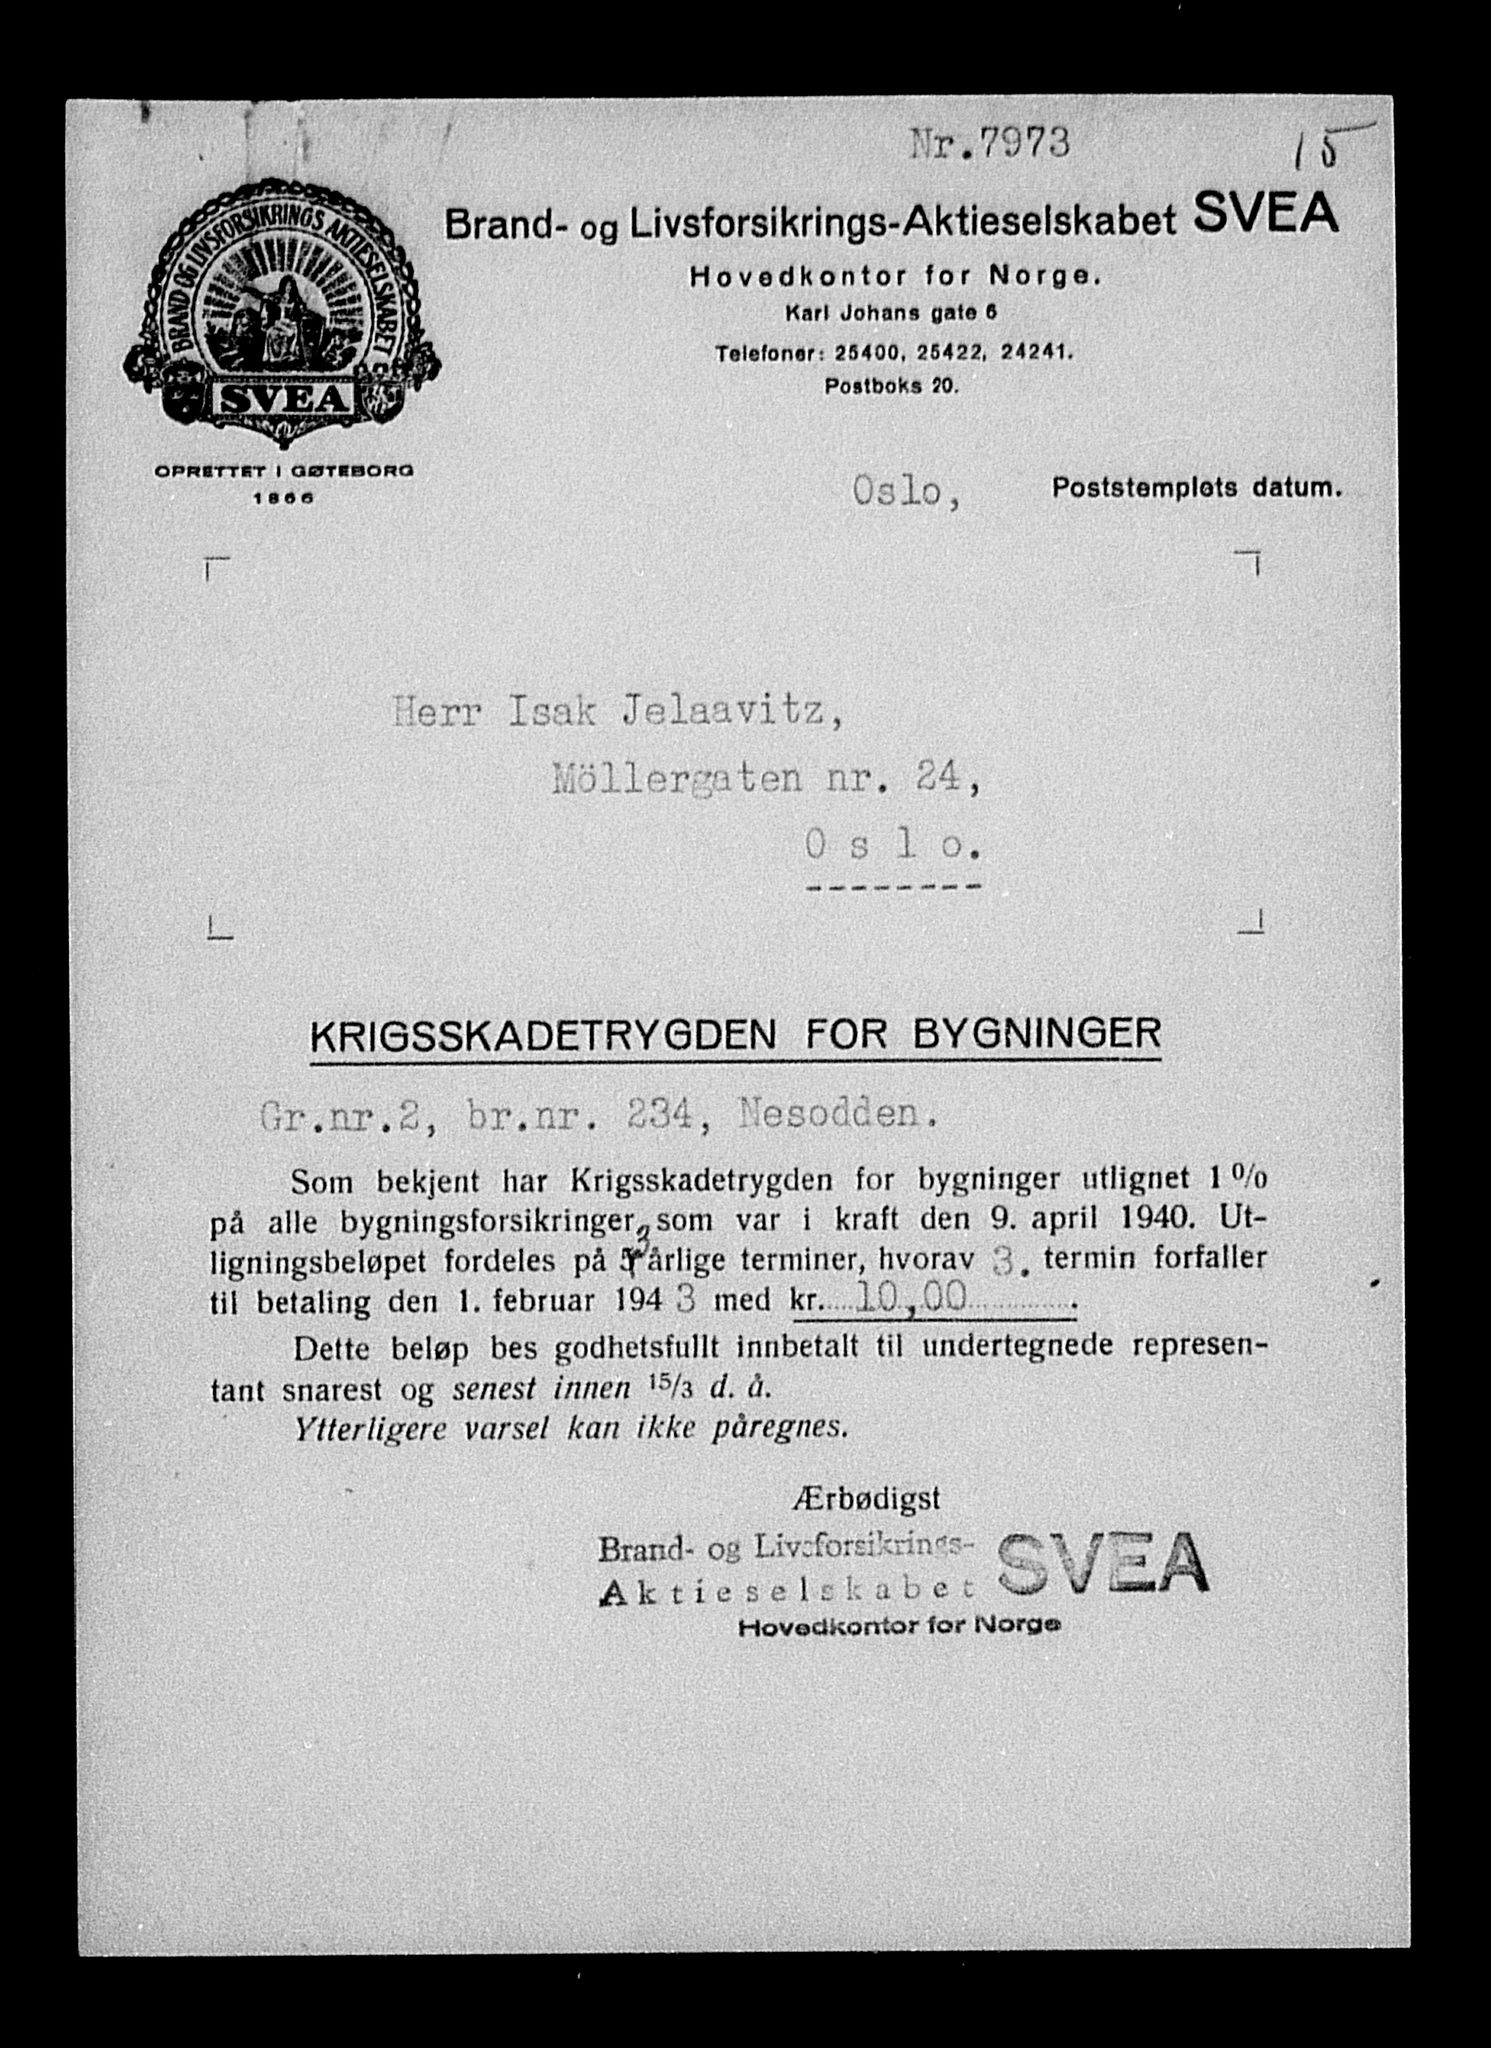 Nr.7973
15
BRAND OG LIVSFORSIKRINGS AKTIESELSKABET
SVEA
OPRETTET I GØTEBORG
1866
Brand- og Livsforsikrings-Aktieselskabet SVEA
Hovedkontor for Norge.
Karl Johans gate 6
Telefoner: 25400, 25422, 24241.
Postboks 20.
Oslo, Poststemplets datum.
Herr Isak Jelaavitz,
Möllergaten nr. 24,
O s l o.
--------
KRIGSSKADETRYGDEN FOR BYGNINGER
Gr.nr.2, br.nr. 234, Nesodden.
Som bekjent har Krigsskadetrygden for bygninger utlignet 1 %
på alle bygningsforsikringer som var i kraft den 9. april 1940. Ut-
ligningsbeløpet fordeles på årlige terminer, hvorav 3. termin forfaller
til betaling den 1. februar 1943 med kr. 10,00.
Dette beløp bes godhetsfullt innbetalt til undertegnede represen-
tant snarest og senest innen 15/3 d. å.
Ytterligere varsel kan ikke påregnes.
Ærbødigst
Brand- og Livsforsikrings-
Aktieselskabet SVEA
Hovedkontor for Norge